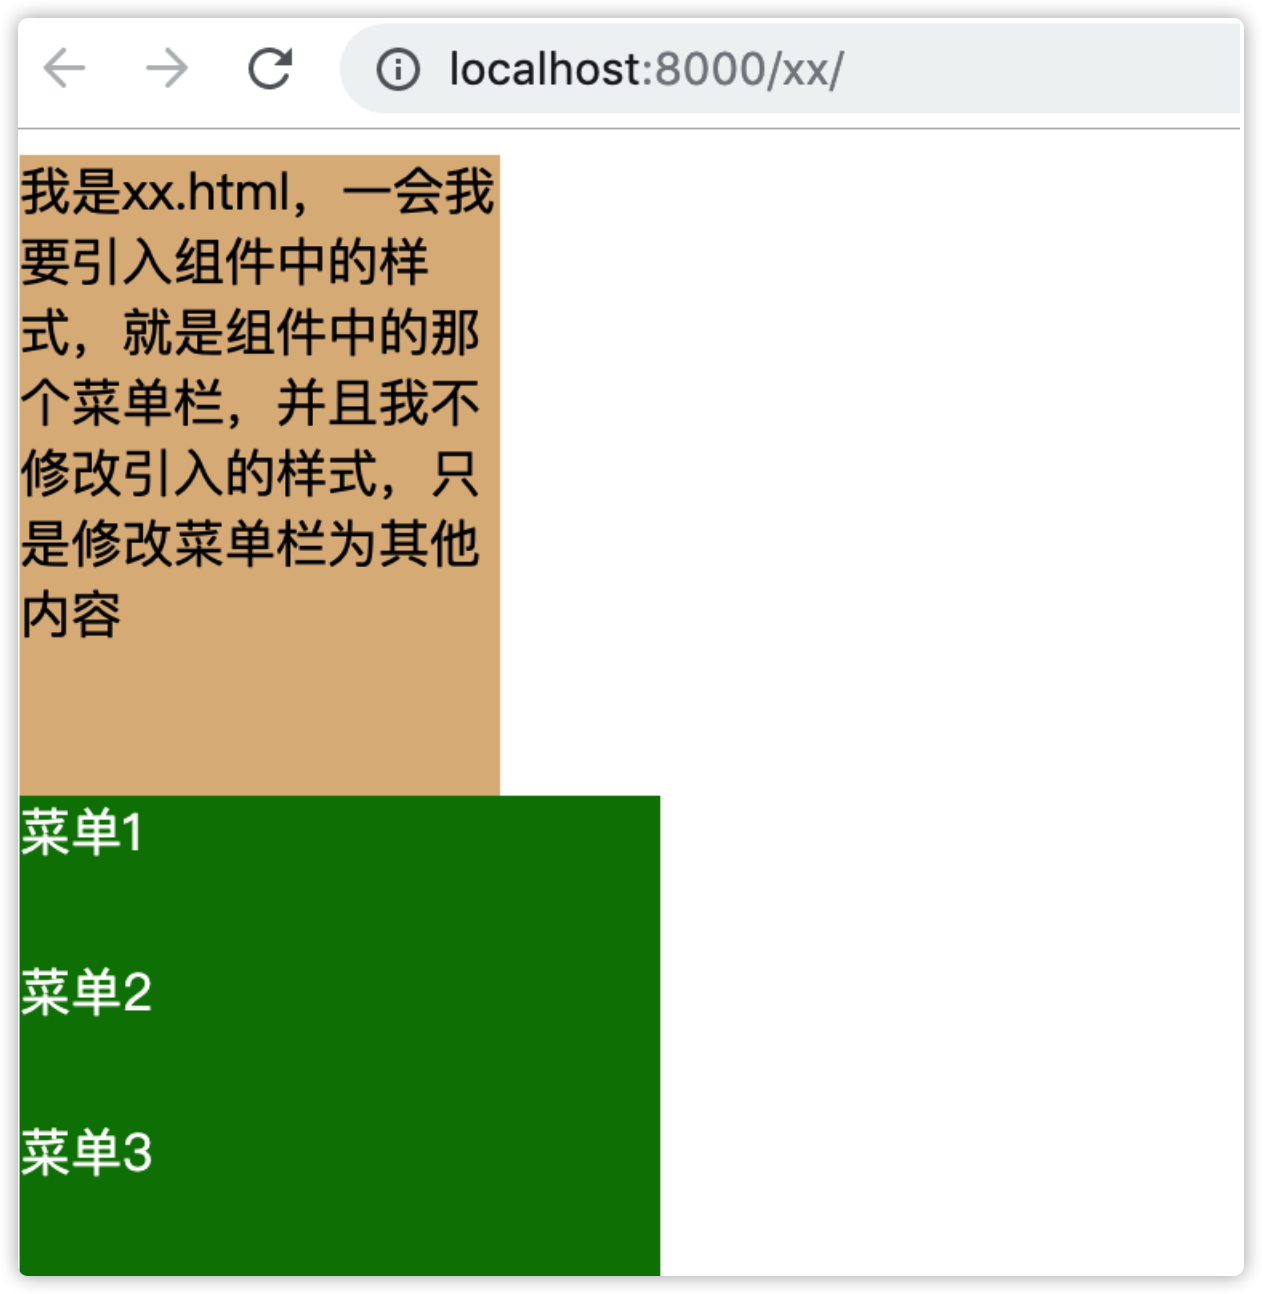 localhost:8000/xx/
我是xx.html，一会我
要引入组件中的样
式，就是组件中的那
个菜单栏，并且我不
修改引入的样式，只
是修改菜单栏为其他
内容
菜单1
菜单2
菜单3